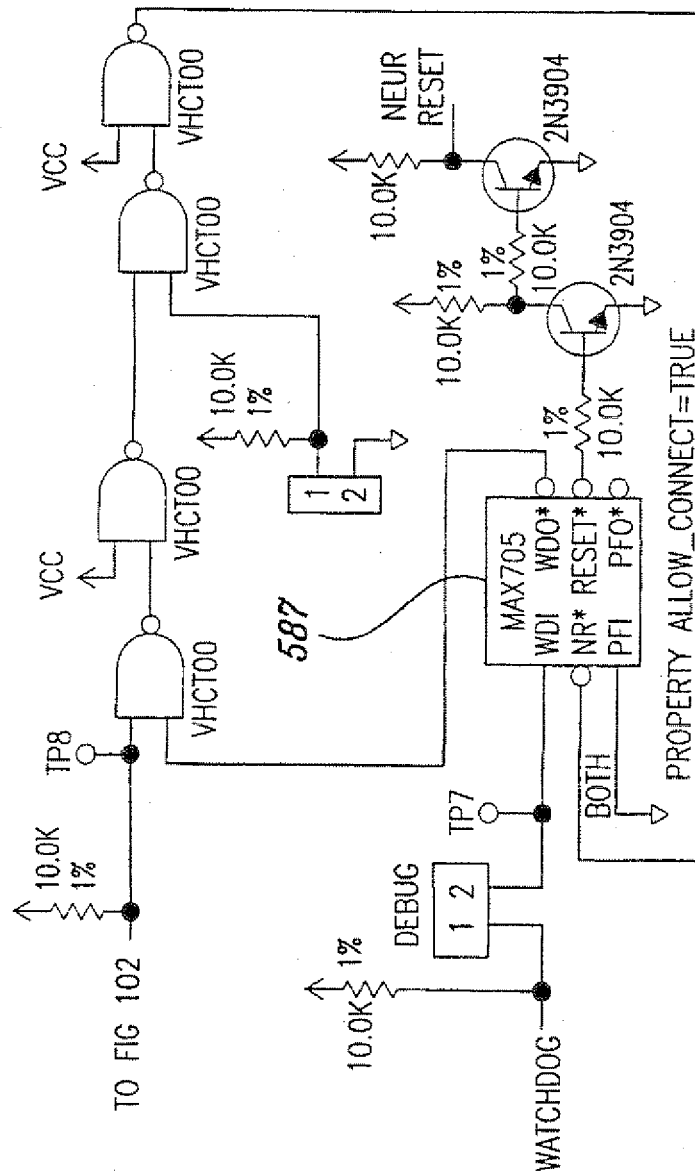 VCC
VHCT00
VHCT00
VCC
VHCT00
VHCT00
TP8
10.0K
1%
TO FIG 102
10.0K
1%
1
2
NEUR
RESET
10.0K
2N3904
1%
10.0K
10.0K
1%
2N3904
1%
10.0K
587
MAX705
WDI WDO*
NR* RESET*
PFI PFO*
BOTH
TP7
DEBUG
1 2
10.0K
1%
WATCHDOG
PROPERTY ALLOW_CONNECT=TRUE